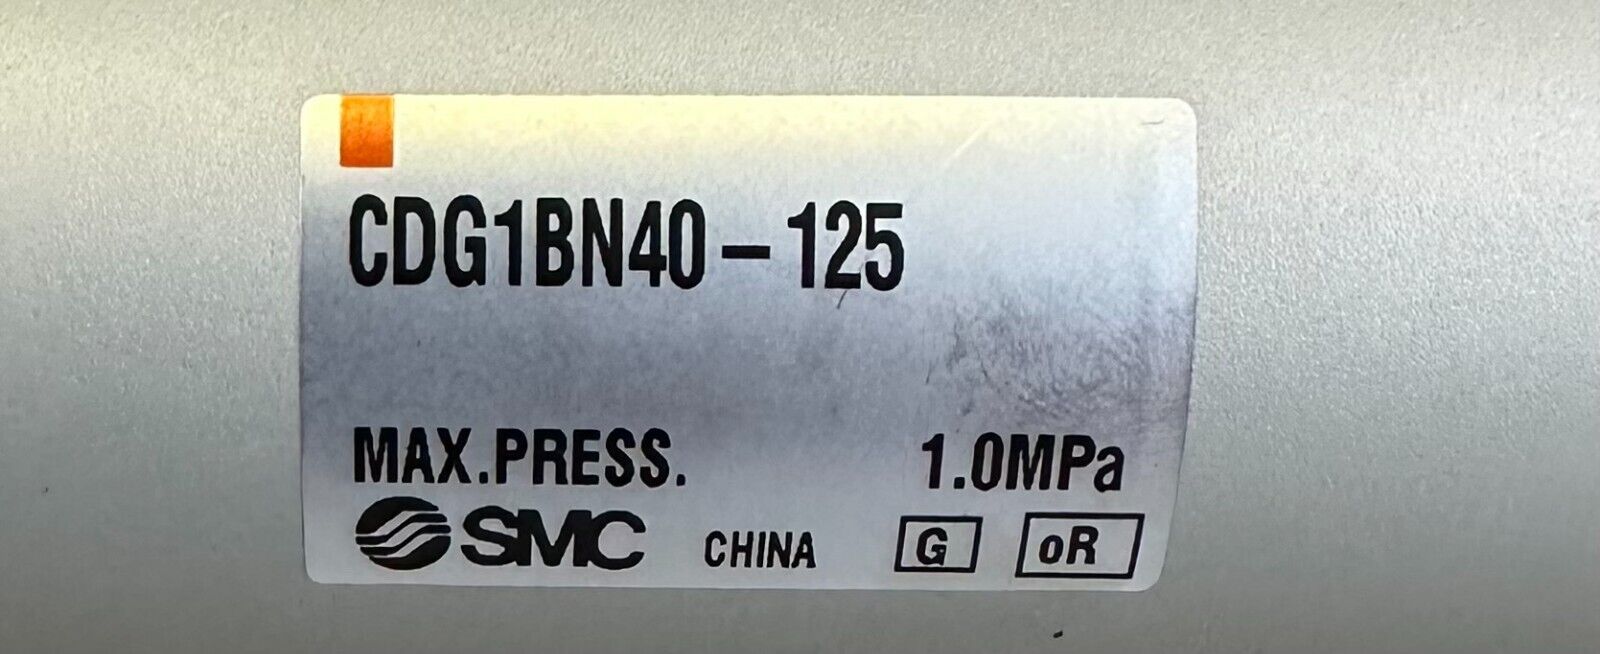 CDG1BN40-125
MAX.PRESS. 1.0MPa
SMC CHINA G oR